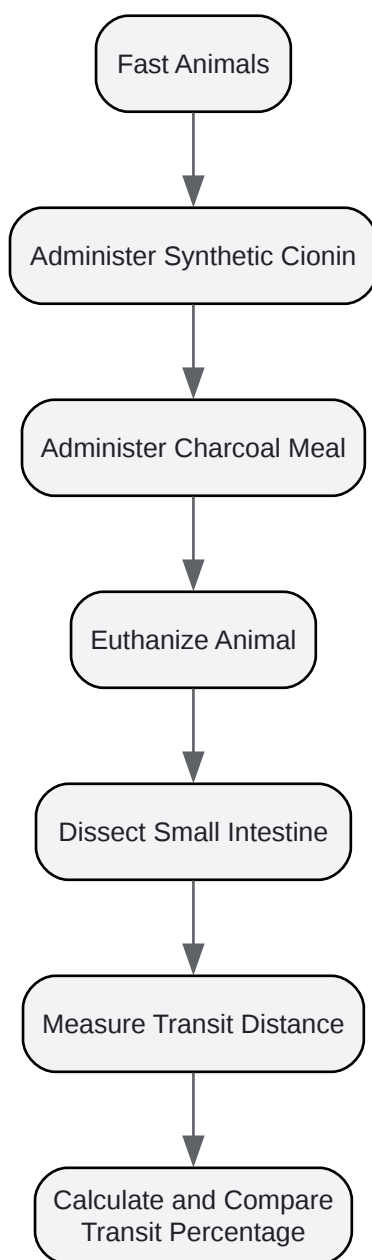 Fast Animals
Administer Synthetic Cionin
Administer Charcoal Meal
Euthanize Animal
Dissect Small Intestine
Measure Transit Distance
Calculate and Compare
Transit Percentage